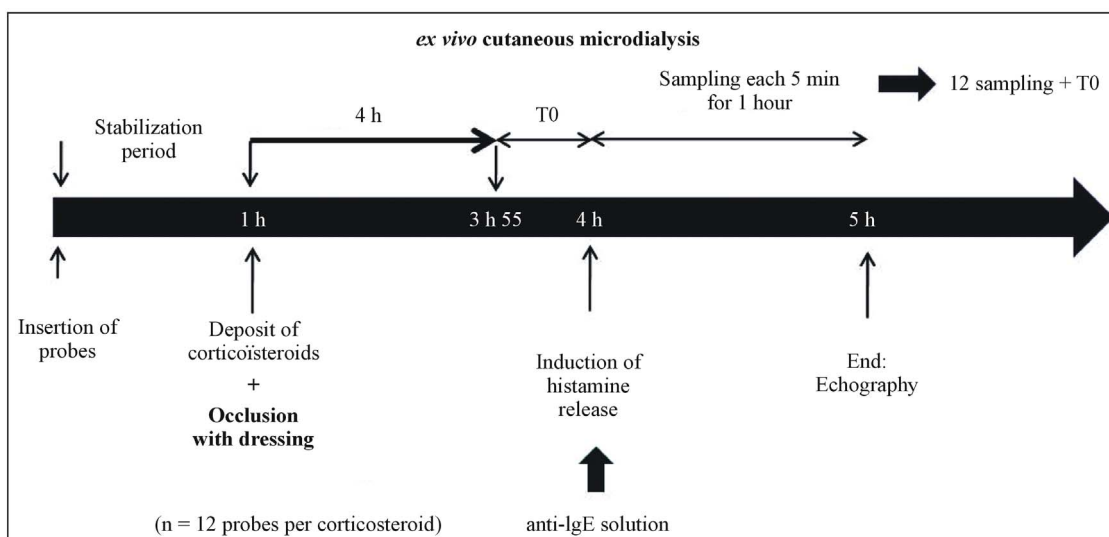 ex vivo cutaneous microdialysis
Sampling each 5 min
for 1 hour
12 sampling + T0
Stabilization
period
4 h
T0
1 h
3 h 55
4 h
5 h
Insertion of
probes
Deposit of
corticoïsteroids
+
Occlusion
with dressing
Induction of
histamine
release
End:
Echography
(n = 12 probes per corticosteroid)
anti-IgE solution